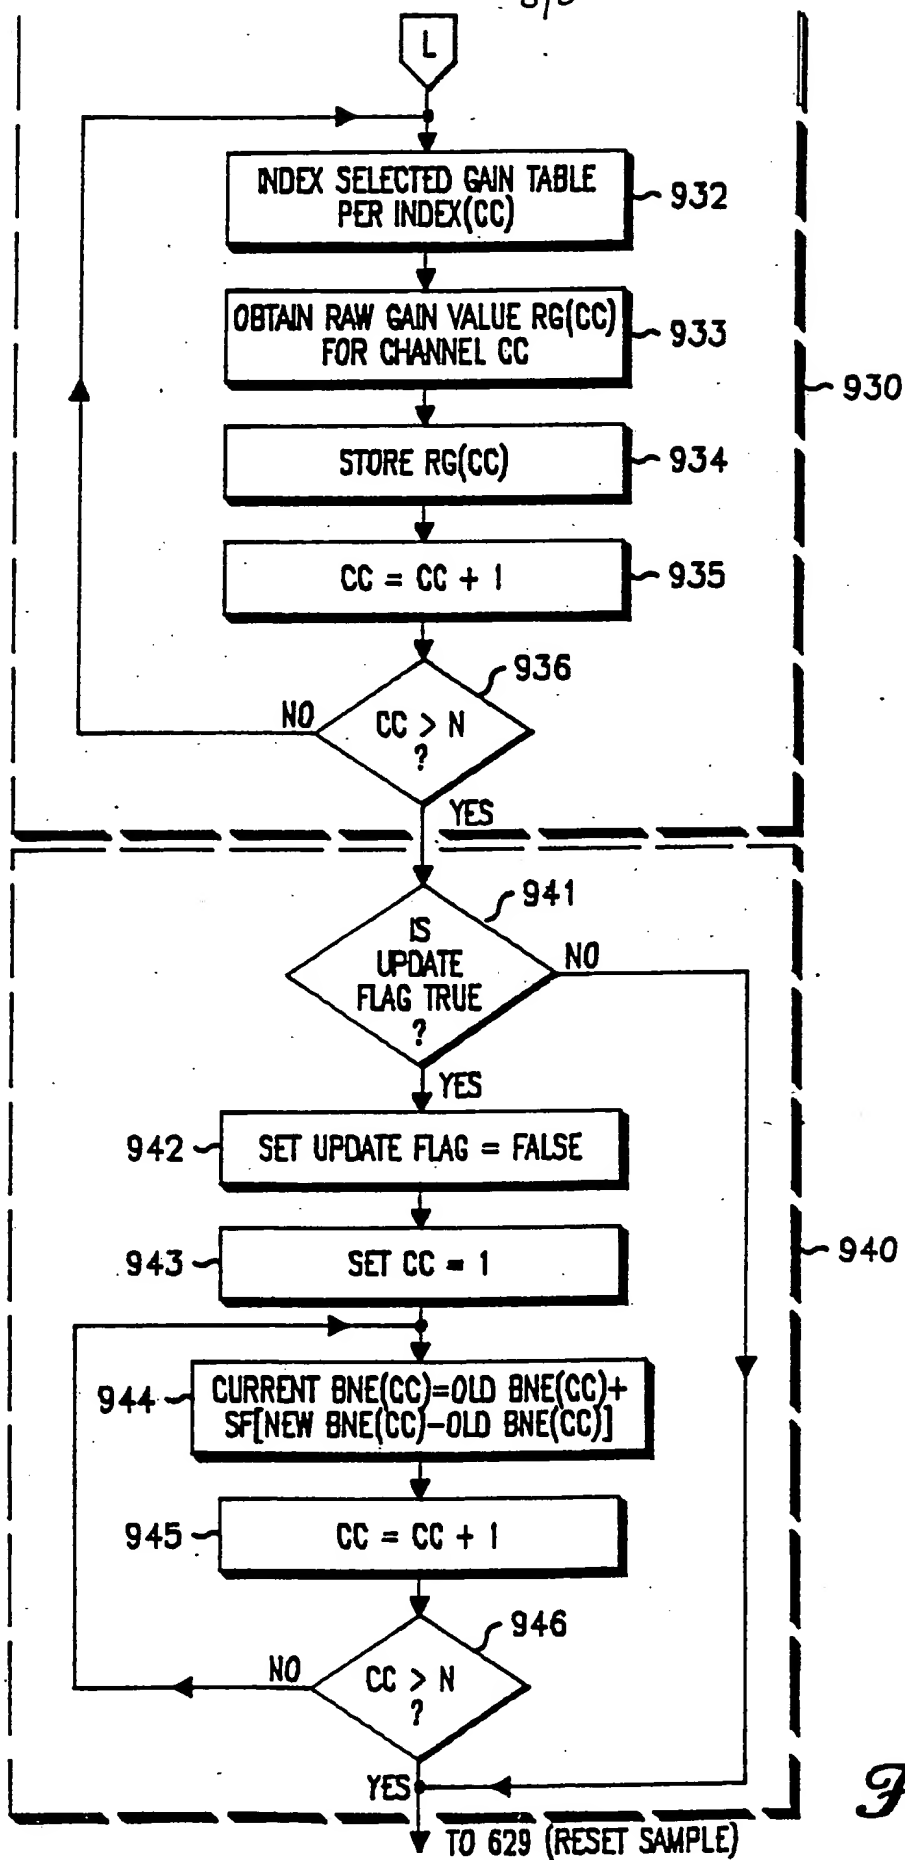 L
INDEX SELECTED GAIN TABLE
PER INDEX(CC)
932
OBTAIN RAW GAIN VALUE RG(CC)
FOR CHANNEL CC
933
930
STORE RG(CC)
934
CC = CC + 1
935
936
CC > N
?
NO
YES
941
IS
UPDATE
FLAG TRUE
?
NO
YES
942
SET UPDATE FLAG = FALSE
943
SET CC = 1
940
944
CURRENT BNE(CC)=OLD BNE(CC)+
SF[NEW BNE(CC)-OLD BNE(CC)]
945
CC = CC + 1
946
CC > N
?
NO
YES
TO 629 (RESET SAMPLE)